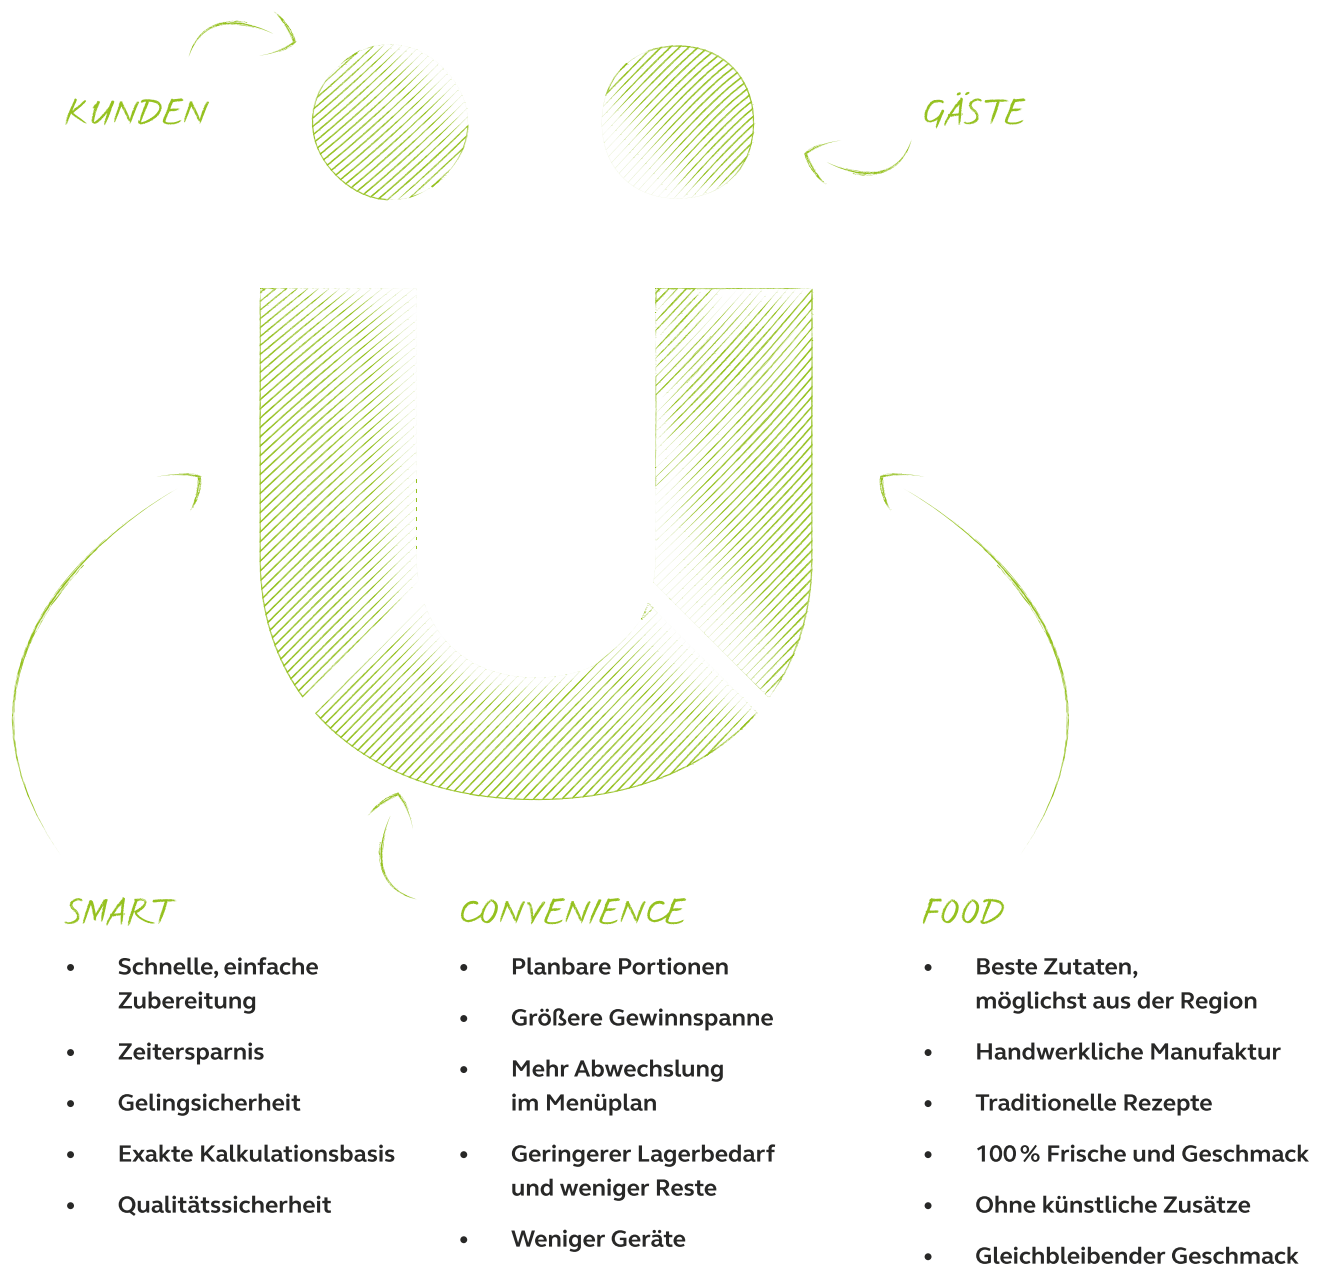 KUNDEN
GÄSTE
ü
SMART
• Schnelle, einfache
Zubereitung
• Zeitersparnis
• Gelingsicherheit
• Exakte Kalkulationsbasis
• Qualitätssicherheit
CONVENIENCE
• Planbare Portionen
• Größere Gewinnspanne
• Mehr Abwechslung
im Menüplan
• Geringerer Lagerbedarf
und weniger Reste
• Weniger Geräte
FOOD
• Beste Zutaten,
möglichst aus der Region
• Handwerkliche Manufaktur
• Traditionelle Rezepte
• 100 % Frische und Geschmack
• Ohne künstliche Zusätze
• Gleichbleibender Geschmack